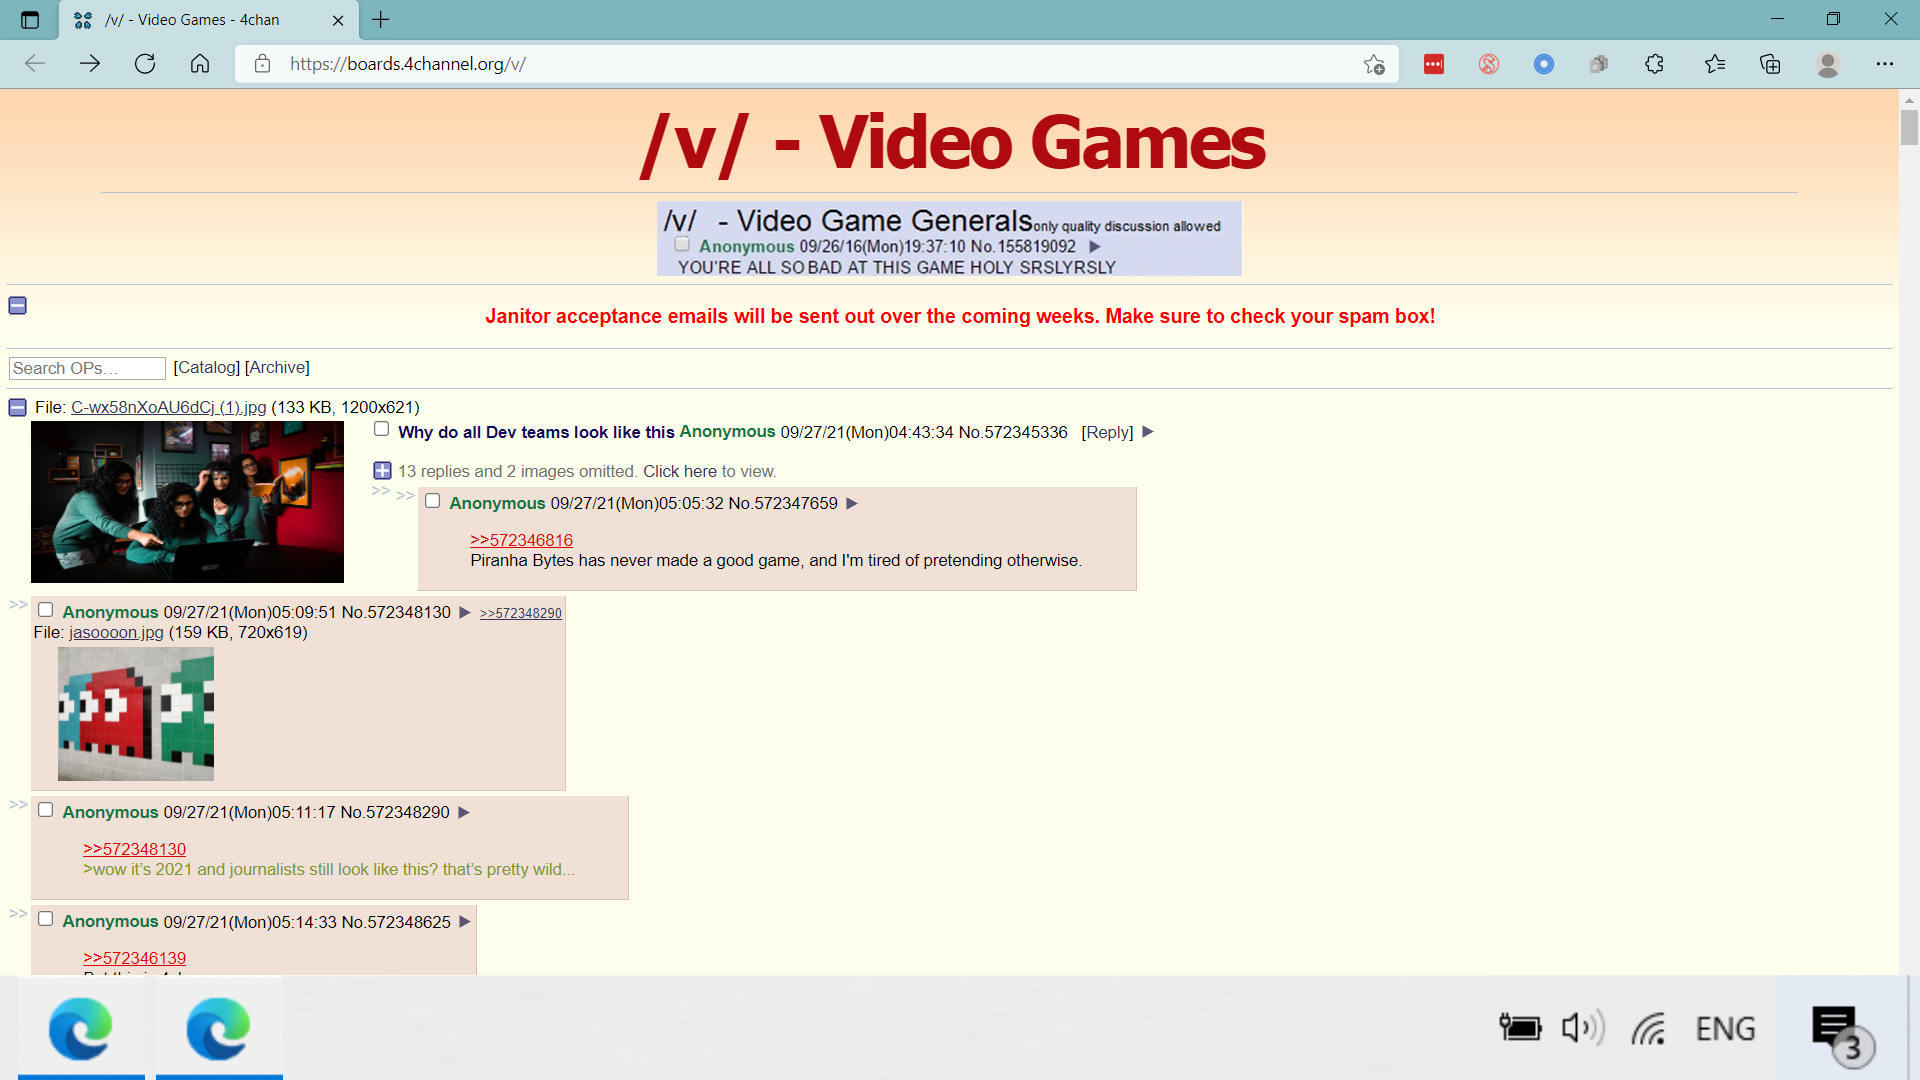 /v/ - Video Games - 4chan
https://boards.4channel.org/v/
/v/ - Video Games
/v/ - Video Game Generals only quality discussion allowed
Anonymous 09/26/16(Mon)19:37:10 No.155819092 ▶
YOU'RE ALL SO BAD AT THIS GAME HOLY SRSLYRSLY
Janitor acceptance emails will be sent out over the coming weeks. Make sure to check your spam box!
Search OPs… [Catalog] [Archive]
File: C-wx58nXoAU6dCj (1).jpg (133 KB, 1200x621)
Why do all Dev teams look like this Anonymous 09/27/21(Mon)04:43:34 No.572345336 [Reply] ▶
13 replies and 2 images omitted. Click here to view.
>> >> Anonymous 09/27/21(Mon)05:05:32 No.572347659 ▶
>>572346816
Piranha Bytes has never made a good game, and I'm tired of pretending otherwise.
>> Anonymous 09/27/21(Mon)05:09:51 No.572348130 ▶ >>572348290
File: jasoooon.jpg (159 KB, 720x619)
>> Anonymous 09/27/21(Mon)05:11:17 No.572348290 ▶
>>572348130
>wow it’s 2021 and journalists still look like this? that’s pretty wild...
>> Anonymous 09/27/21(Mon)05:14:33 No.572348625 ▶
>>572346139
ENG
3